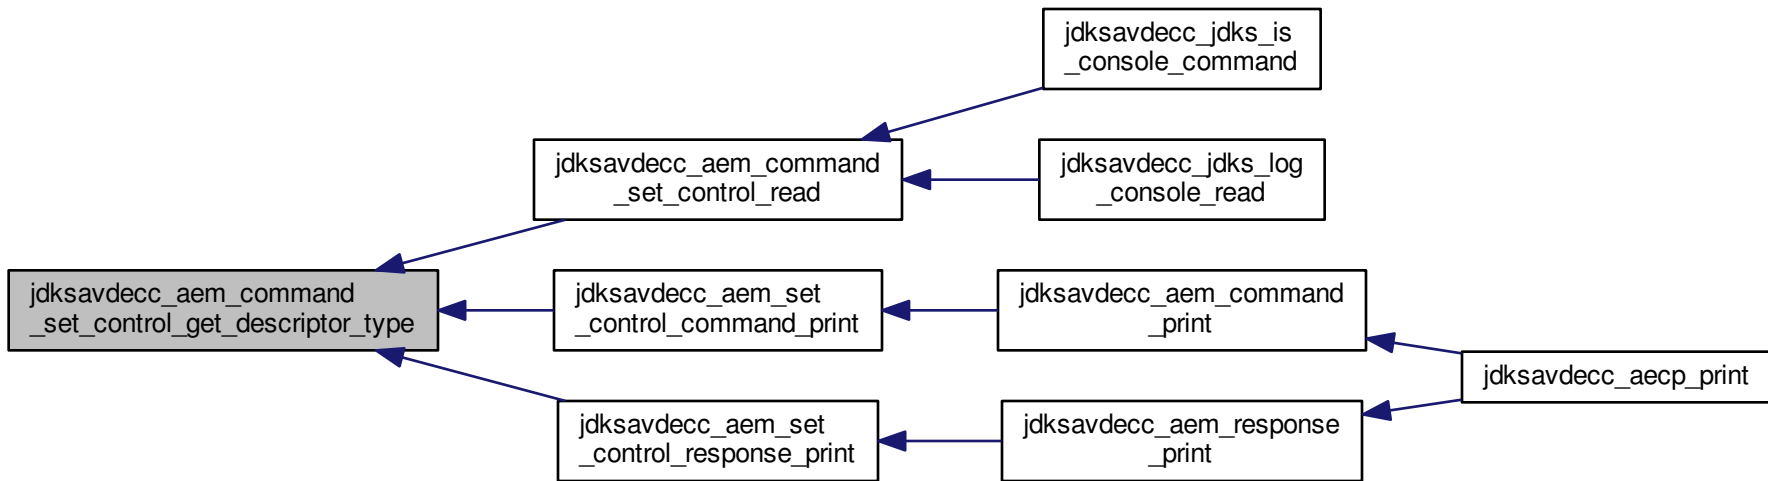 jdksavdecc_jdks_is
_console_command
jdksavdecc_aem_command
_set_control_read
jdksavdecc_jdks_log
_console_read
jdksavdecc_aem_command
_set_control_get_descriptor_type
jdksavdecc_aem_set
_control_command_print
jdksavdecc_aem_command
_print
jdksavdecc_aecp_print
jdksavdecc_aem_set
_control_response_print
jdksavdecc_aem_response
_print